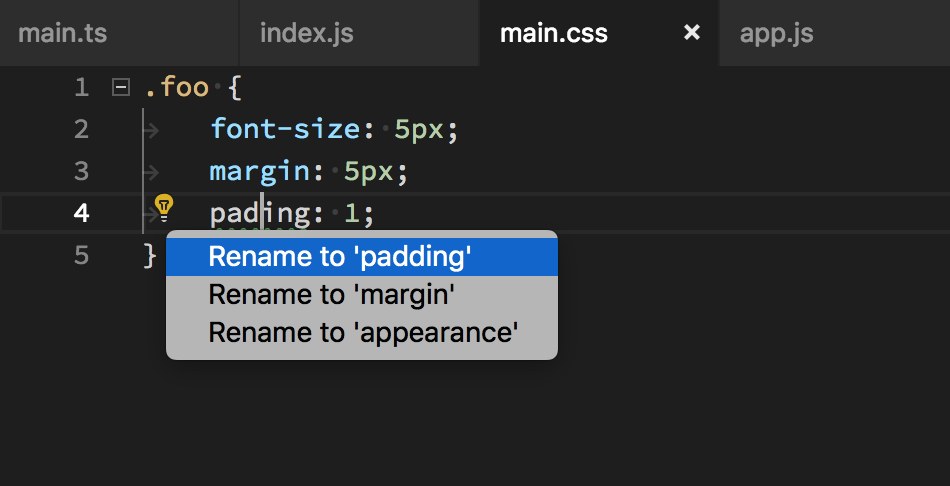 main.ts index.js main.css × app.js
1 .foo {
2 font-size: 5px;
3 margin: 5px;
4 pading: 1;
5 }
Rename to 'padding'
Rename to 'margin'
Rename to 'appearance'